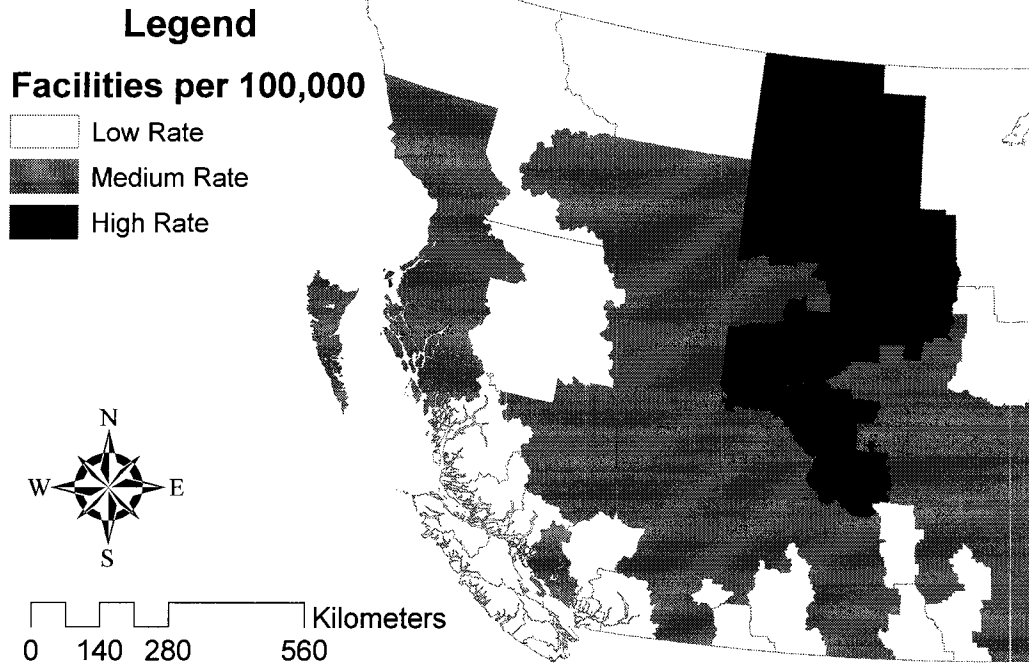 Legend
Facilities per 100,000
Low Rate
Medium Rate
High Rate
N
W E
S
Kilometers
0 140 280 560